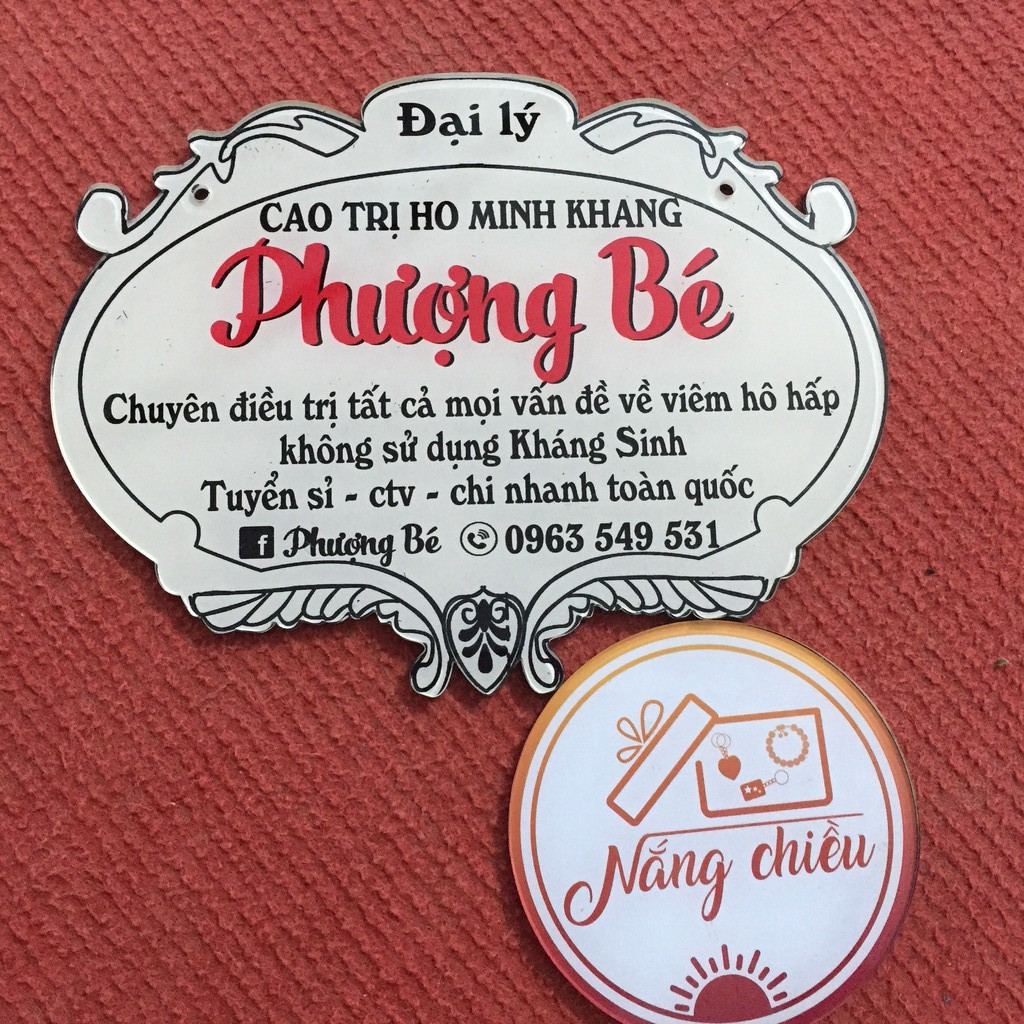 Đại lý
CAO TRỊ HO MINH KHANG
Phượng Bé
Chuyên điều trị tất cả mọi vấn đề về viêm hô hấp
không sử dụng Kháng Sinh
Tuyển sỉ - ctv - chi nhanh toàn quốc
f Phượng Bé 0963 549 531
Nắng chiều